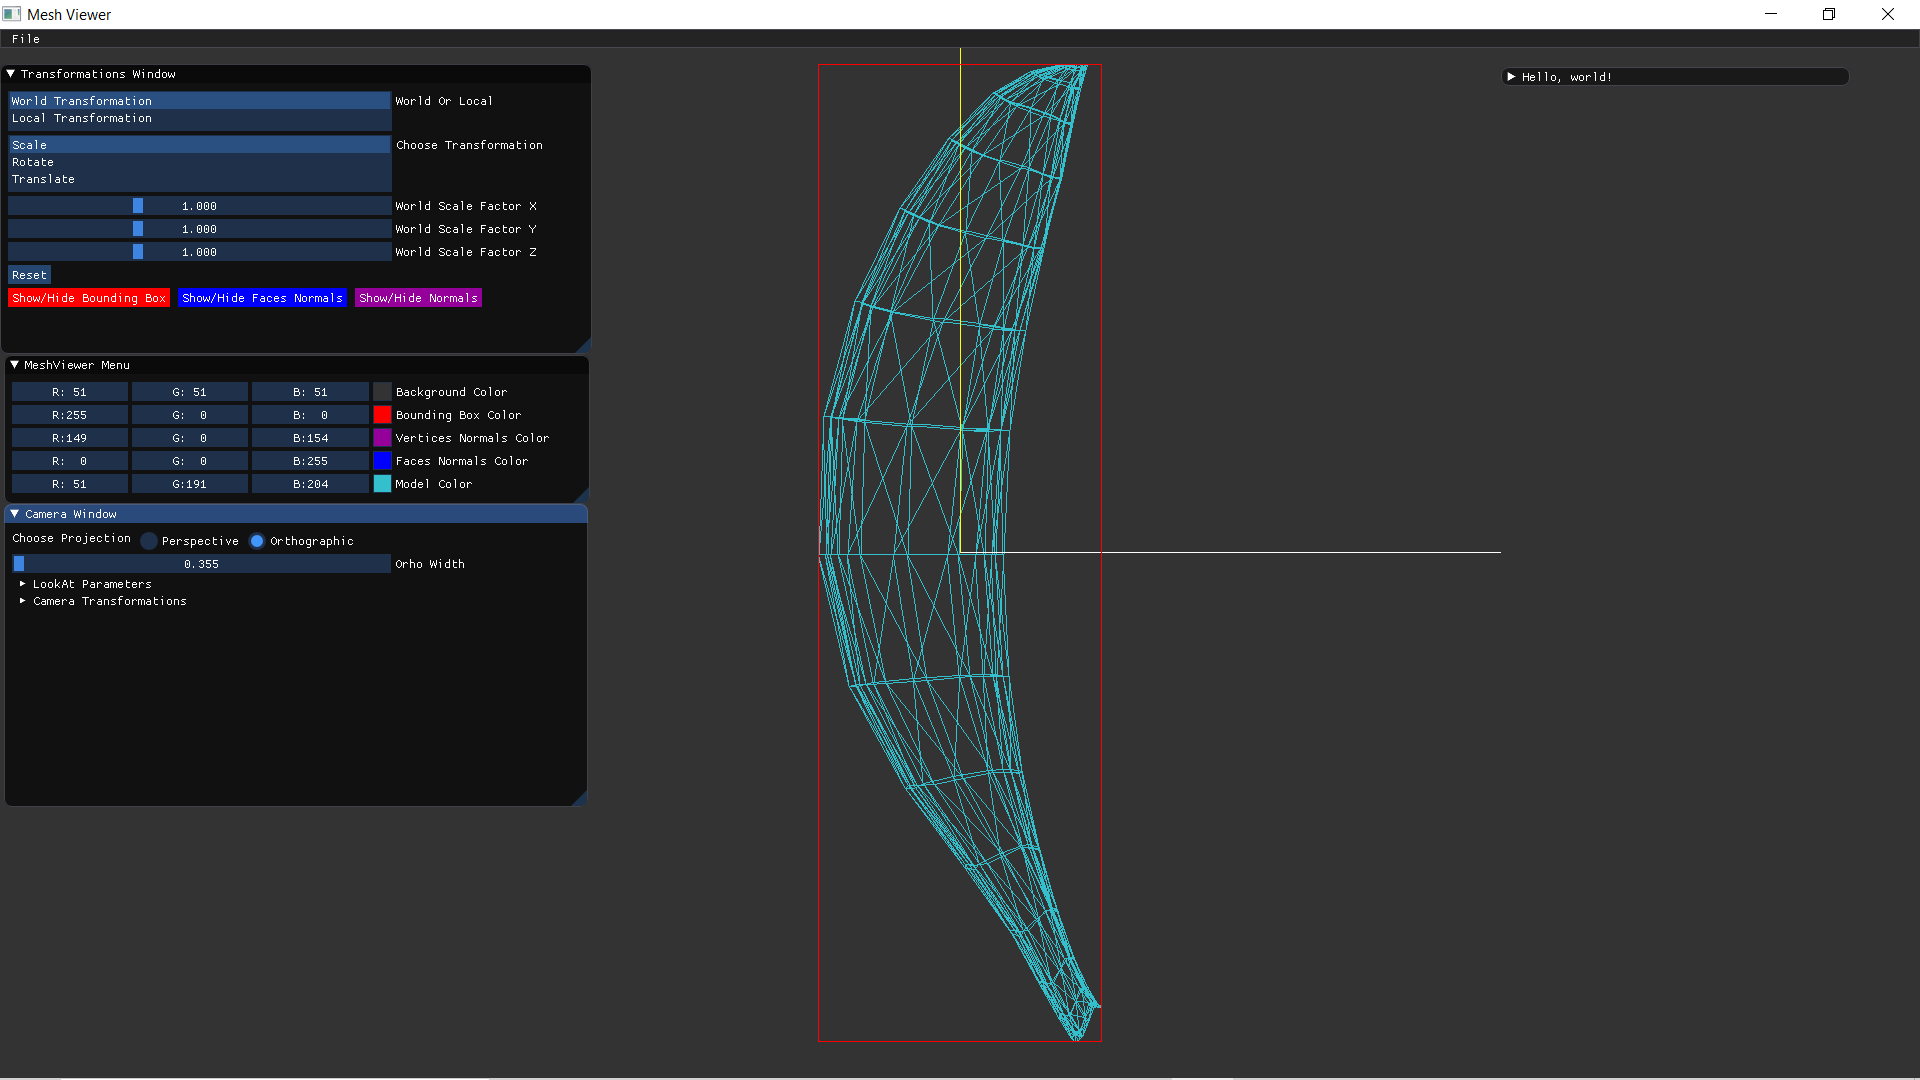 Mesh Viewer
File
Transformations Window
World Transformation
Local Transformation
World Or Local
Scale
Rotate
Translate
Choose Transformation
1.000 World Scale Factor X
1.000 World Scale Factor Y
1.000 World Scale Factor Z
Reset
Show/Hide Bounding Box Show/Hide Faces Normals Show/Hide Normals
MeshViewer Menu
R: 51 G: 51 B: 51 Background Color
R:255 G: 0 B: 0 Bounding Box Color
R:149 G: 0 B:154 Vertices Normals Color
R: 0 G: 0 B:255 Faces Normals Color
R: 51 G:191 B:204 Model Color
Camera Window
Choose Projection Perspective Orthographic
0.355 Orho Width
LookAt Parameters
Camera Transformations
Hello, world!